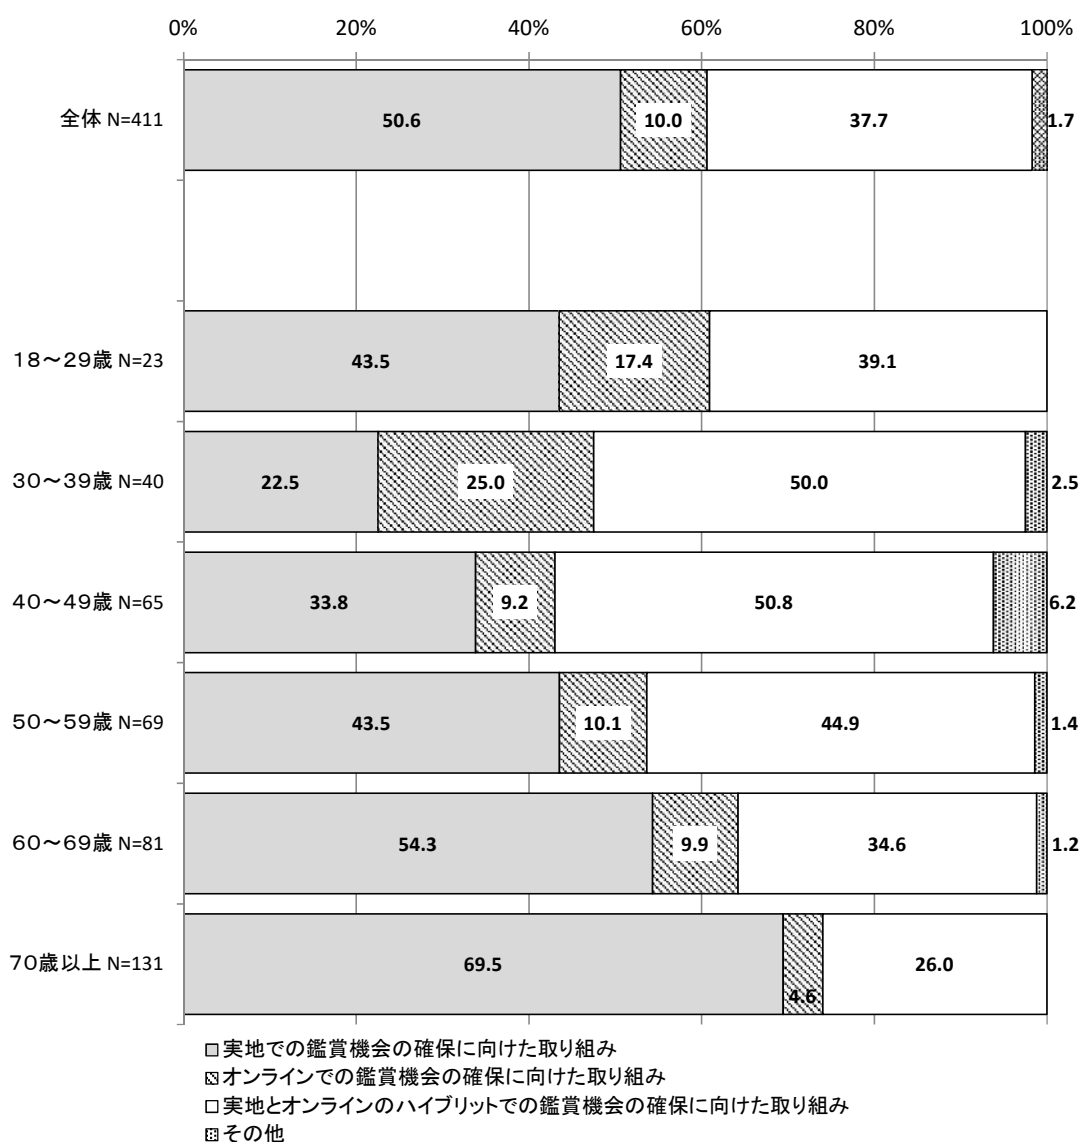 0% 20% 40% 60% 80% 100%
全体 N=411 50.6 10.0 37.7 1.7
18～29歳 N=23 43.5 17.4 39.1
30～39歳 N=40 22.5 25.0 50.0 2.5
40～49歳 N=65 33.8 9.2 50.8 6.2
50～59歳 N=69 43.5 10.1 44.9 1.4
60～69歳 N=81 54.3 9.9 34.6 1.2
70歳以上 N=131 69.5 4.6 26.0
実地での鑑賞機会の確保に向けた取り組み
オンラインでの鑑賞機会の確保に向けた取り組み
実地とオンラインのハイブリットでの鑑賞機会の確保に向けた取り組み
その他